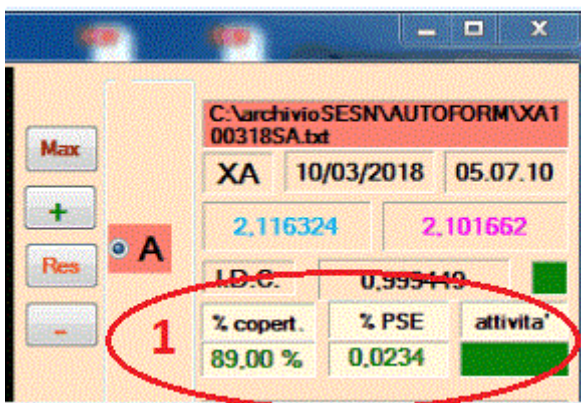 C:\archivioSESN\AUTOFORM\XA1
00318SA.txt
Max
XA 10/03/2018 05.07.10
+
2,116324 2,101662
A
Res
I.D.C. 0,999449
-
1
% copert. % PSE attivita'
89,00 % 0,0234